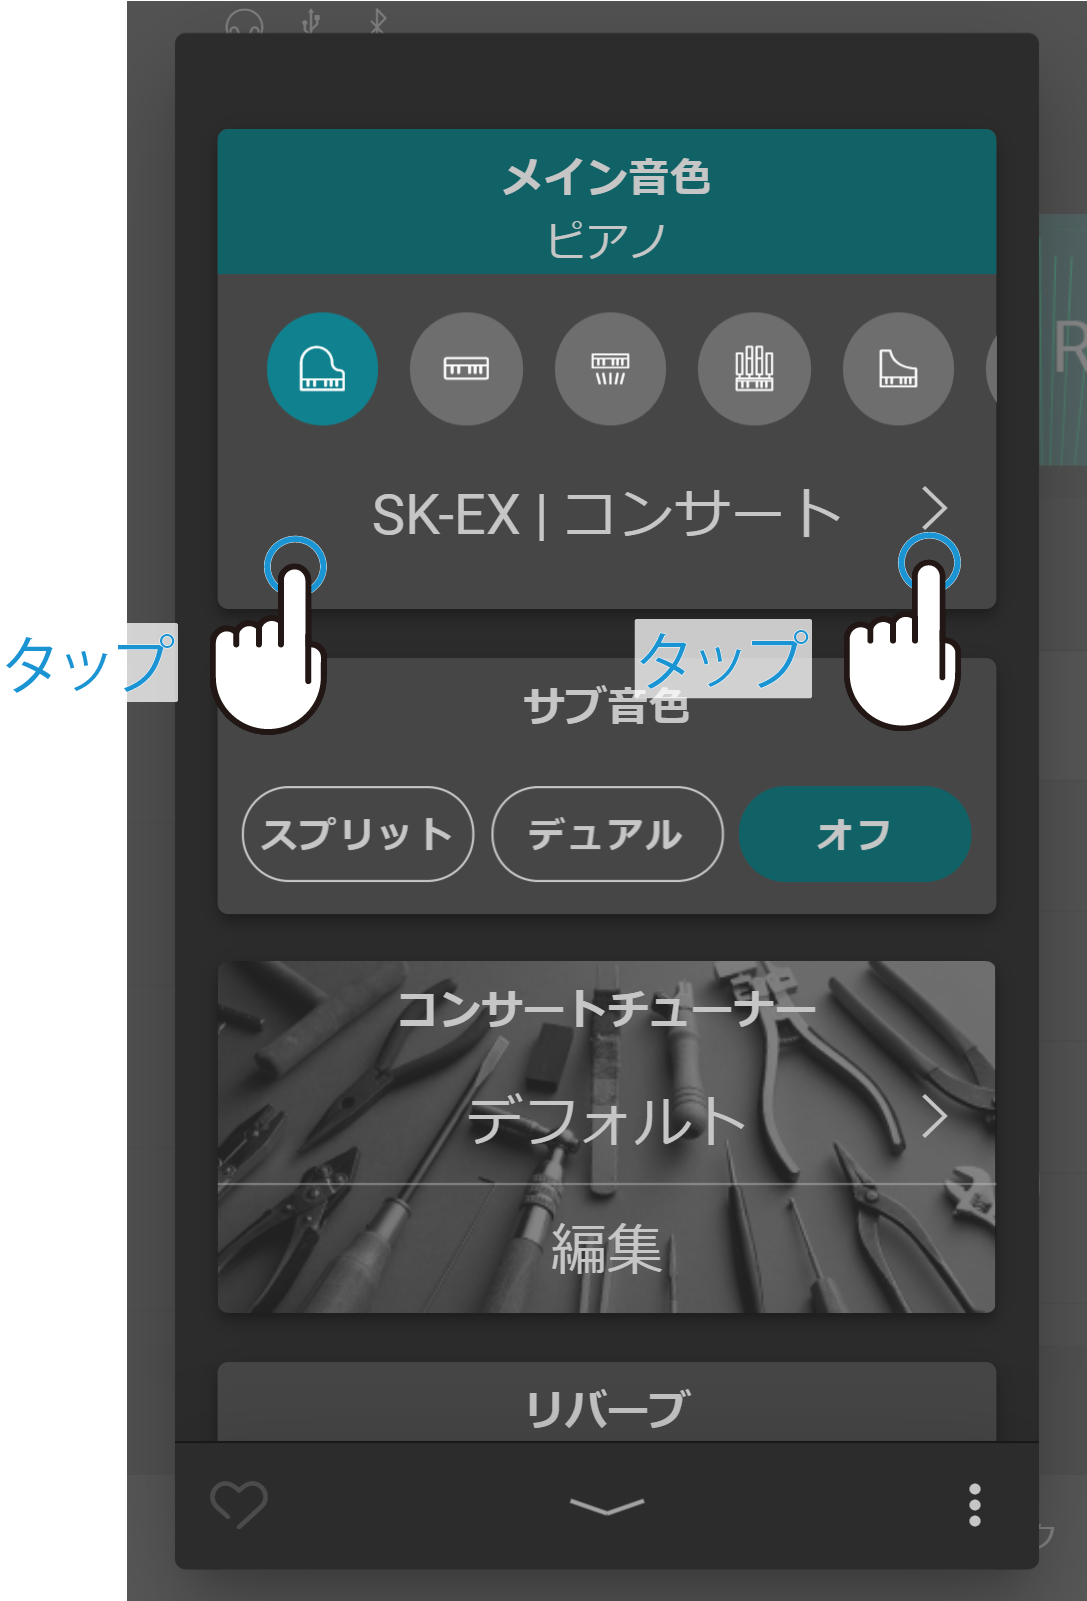 メイン音色
ピアノ
R
SK-EX | コンサート
タップ
タップ
サブ音色
スプリット
デュアル
オフ
コンサートチューナー
デフォルト
編集
リバーブ